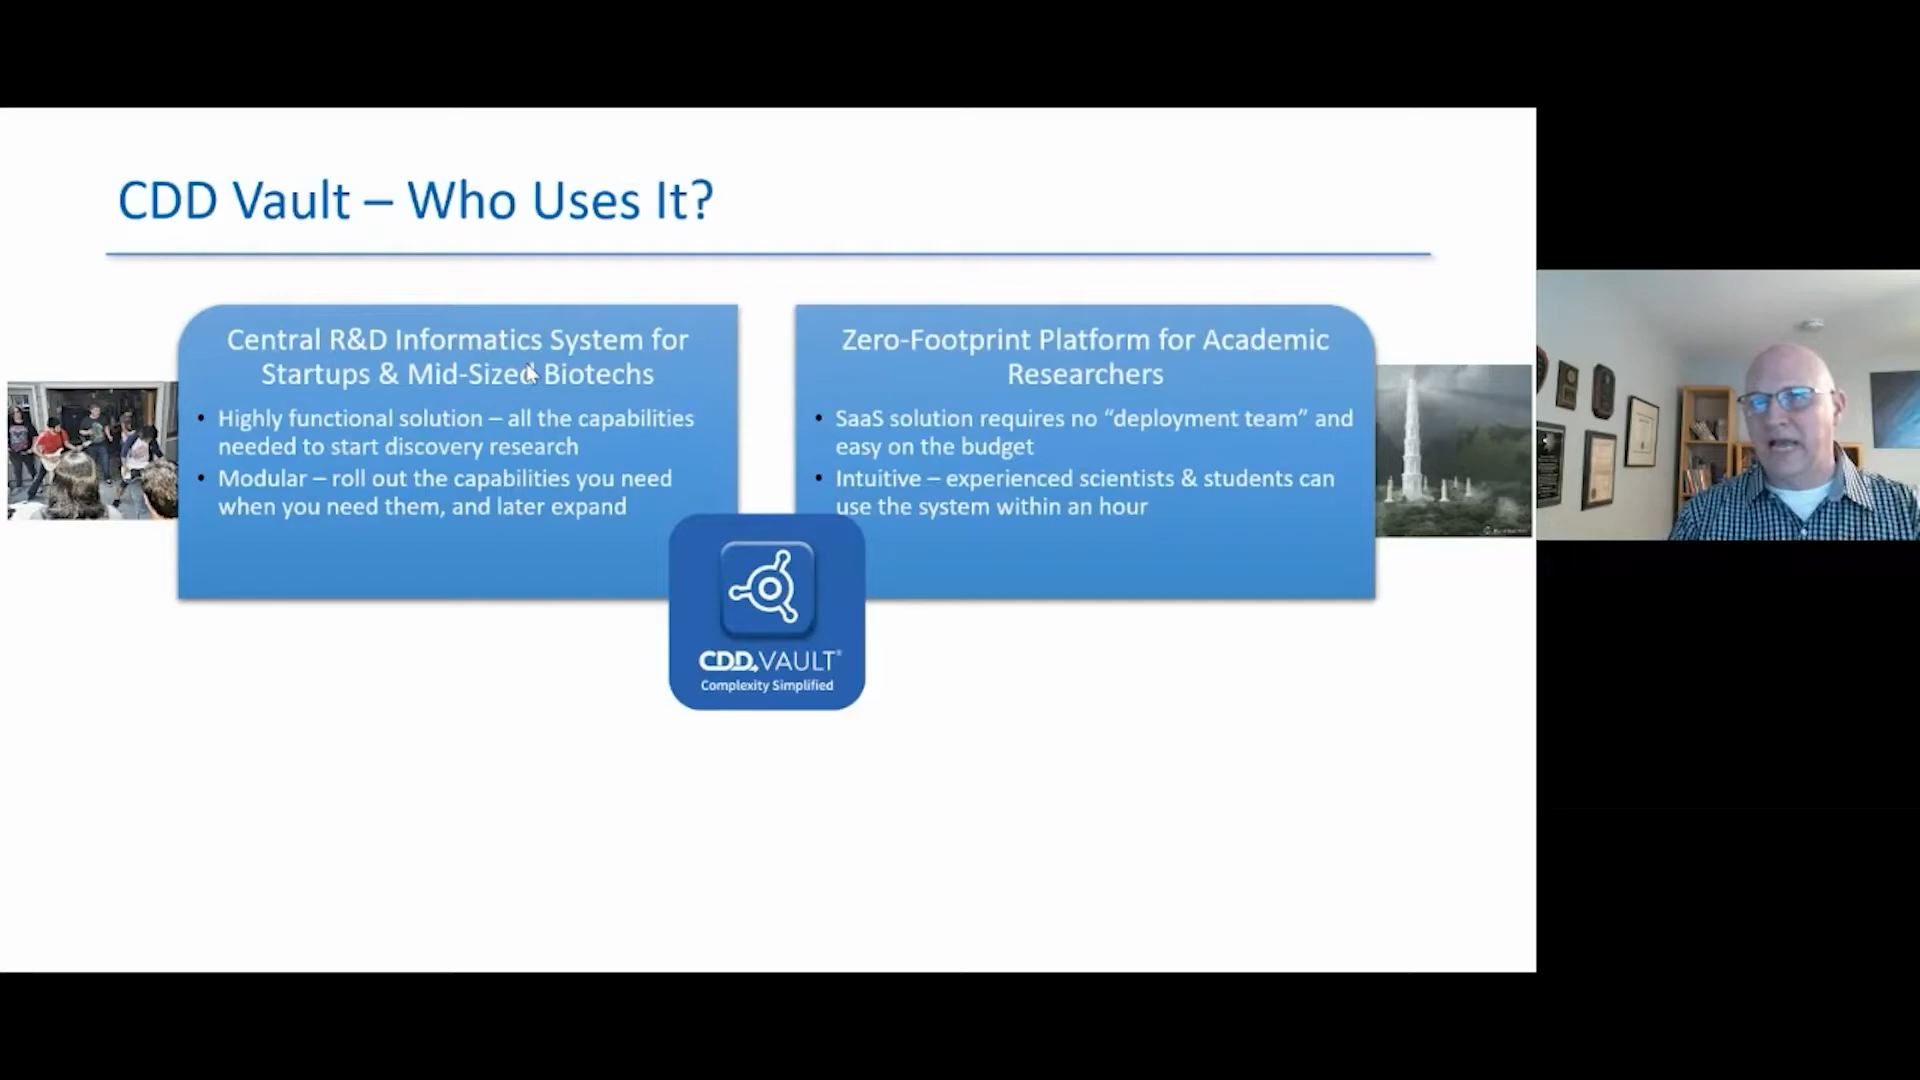 CDD Vault – Who Uses It?
Central R&D Informatics System for
Startups & Mid-Sized Biotechs
• Highly functional solution – all the capabilities
needed to start discovery research
• Modular – roll out the capabilities you need
when you need them, and later expand
Zero-Footprint Platform for Academic
Researchers
• SaaS solution requires no “deployment team” and
easy on the budget
• Intuitive – experienced scientists & students can
use the system within an hour
CDD VAULT®
Complexity Simplified